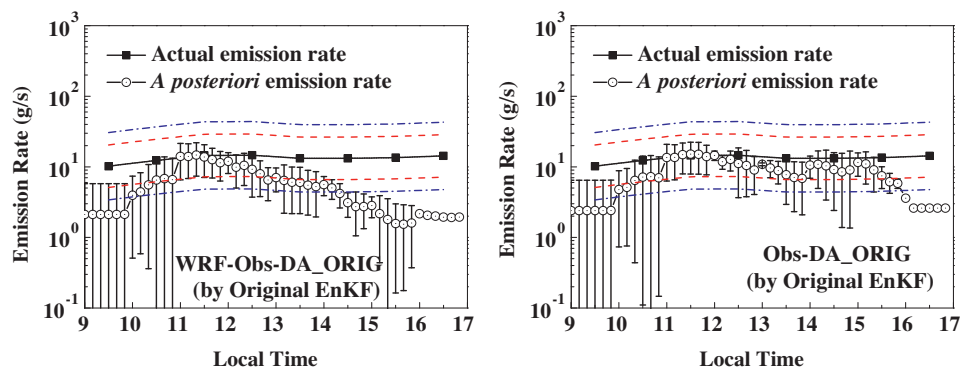 10³
10²
10¹
10⁰
10⁻¹
Emission Rate (g/s)
Actual emission rate
A posteriori emission rate
WRF-Obs-DA_ORIG
(by Original EnKF)
9 10 11 12 13 14 15 16 17
Local Time
10³
10²
10¹
10⁰
10⁻¹
Emission Rate (g/s)
Actual emission rate
A posteriori emission rate
Obs-DA_ORIG
(by Original EnKF)
9 10 11 12 13 14 15 16 17
Local Time